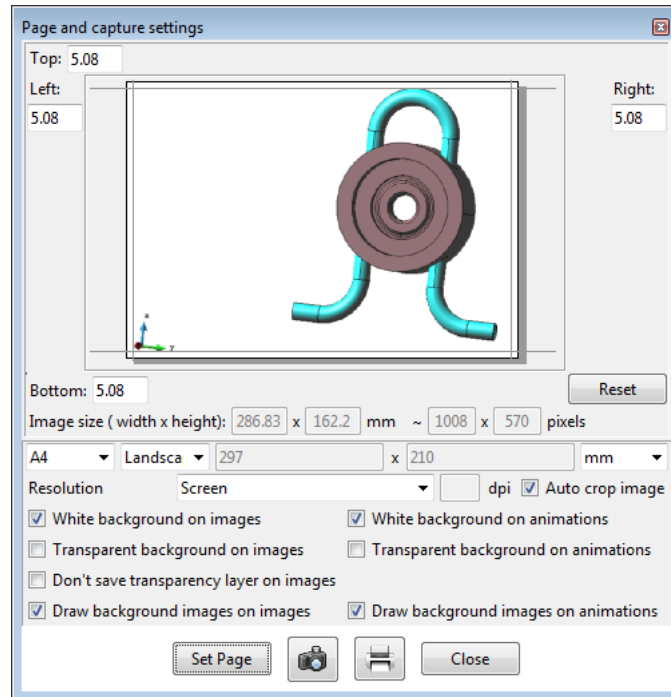 Page and capture settings
Top: 5.08
Left: Right:
5.08 5.08
z
y
Bottom: 5.08 Reset
Image size ( width x height): 286.83 x 162.2 mm ~ 1008 x 570 pixels
A4 Landsca 297 x 210 mm
Resolution Screen dpi Auto crop image
White background on images White background on animations
Transparent background on images Transparent background on animations
Don't save transparency layer on images
Draw background images on images Draw background images on animations
Set Page Close